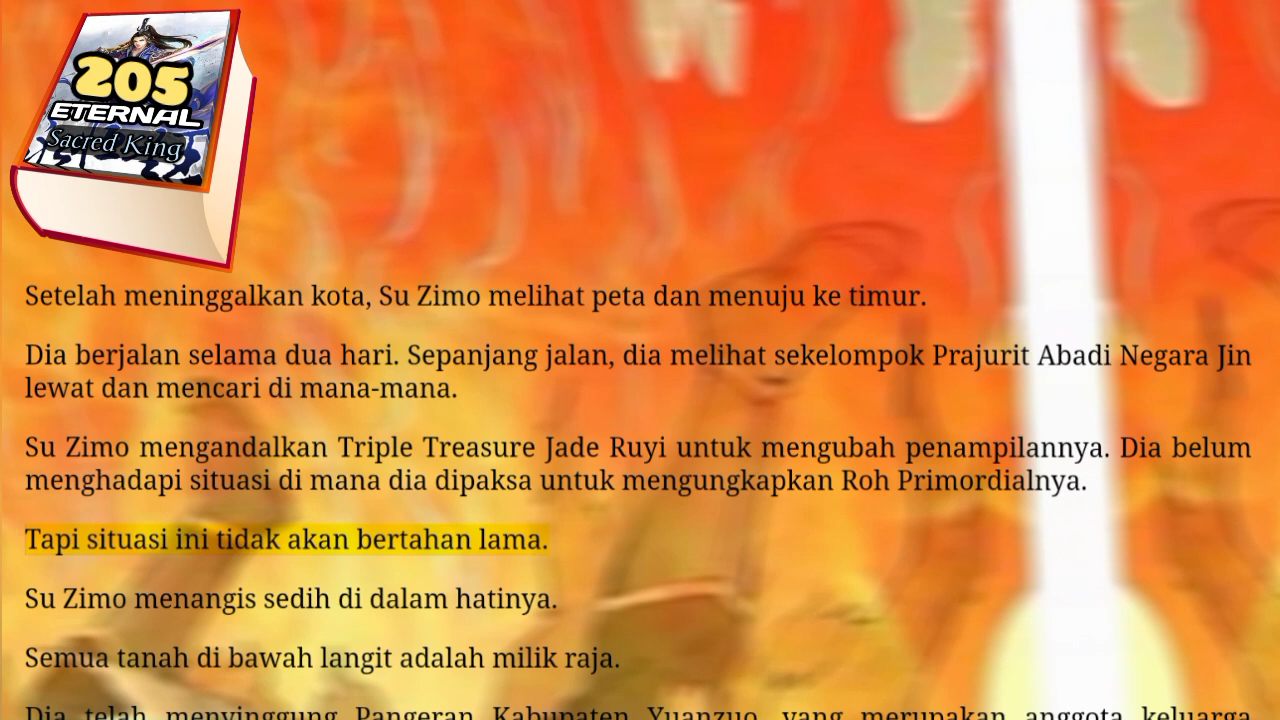 205
ETERNAL
Sacred King
Setelah meninggalkan kota, Su Zimo melihat peta dan menuju ke timur.
Dia berjalan selama dua hari. Sepanjang jalan, dia melihat sekelompok Prajurit Abadi Negara Jin
lewat dan mencari di mana-mana.
Su Zimo mengandalkan Triple Treasure Jade Ruyi untuk mengubah penampilannya. Dia belum
menghadapi situasi di mana dia dipaksa untuk mengungkapkan Roh Primordialnya.
Tapi situasi ini tidak akan bertahan lama.
Su Zimo menangis sedih di dalam hatinya.
Semua tanah di bawah langit adalah milik raja.
Dia telah menyinggung Pangeran Kabupaten Yuanzuo, yang merupakan anggota keluarga